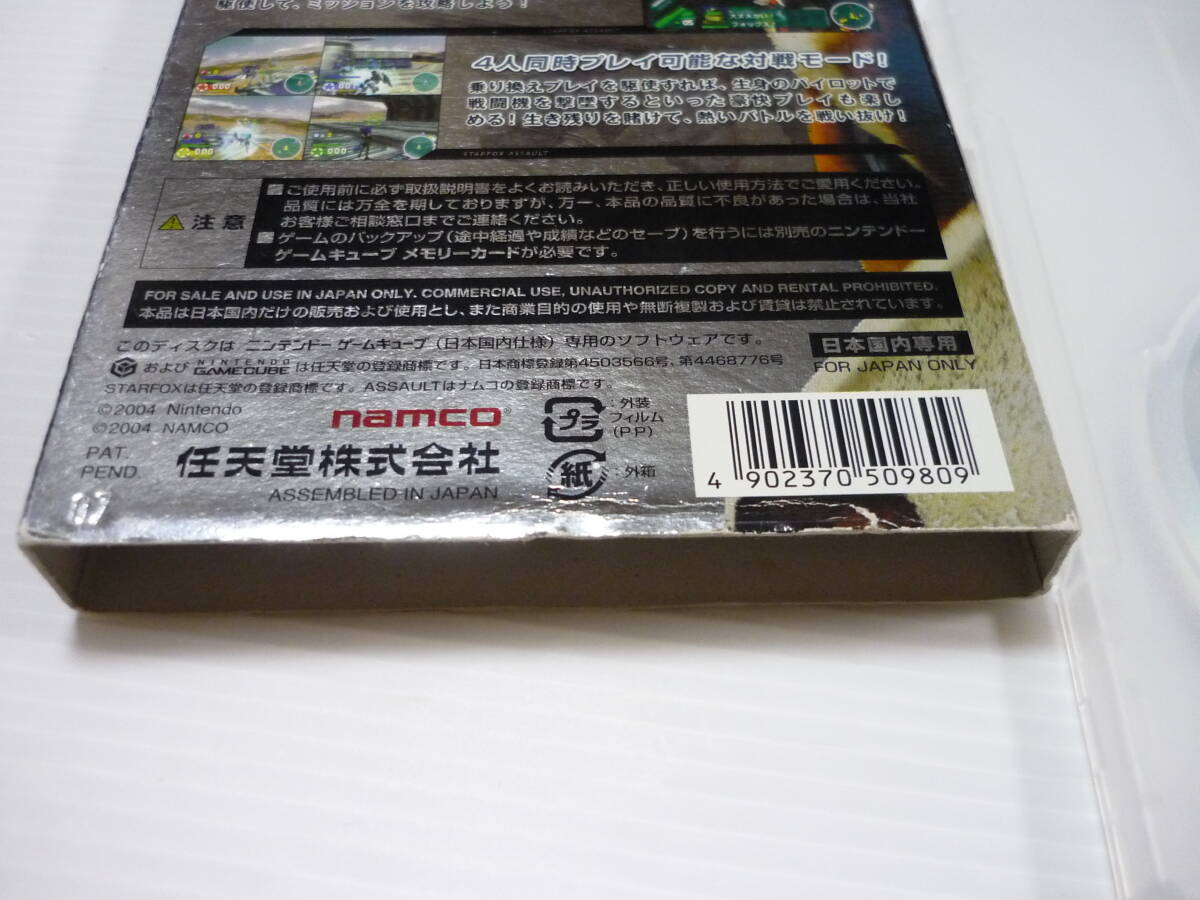 駆使して、ミッションを攻略しよう!
STARFOX ASSAULT
4人同時プレイ可能な対戦モード!
乗り換えプレイを駆使すれば、生身のパイロットで
戦闘機を撃墜するといった豪快プレイも楽し
める!生き残りを賭けて、熱いバトルを戦い抜け!
STARFOX ASSAULT
注意
ご使用前に必ず取扱説明書をよくお読みいただき、正しい使用方法でご愛用ください。
品質には万全を期しておりますが、万一、本品の品質に不良があった場合は、当社
お客様ご相談窓口までご連絡ください。
ゲームのバックアップ(途中経過や成績などのセーブ)を行うには別売のニンテンドー
ゲームキューブ メモリーカードが必要です。
FOR SALE AND USE IN JAPAN ONLY. COMMERCIAL USE, UNAUTHORIZED COPY AND RENTAL PROHIBITED.
本品は日本国内だけの販売および使用とし、また商業目的の使用や無断複製および賃貸は禁止されています。
このディスクは ニンテンドー ゲームキューブ(日本国内仕様)専用のソフトウェアです。
および NINTENDO GAMECUBE は任天堂の登録商標です。日本商標登録第4503566号、第4468776号
STARFOXは任天堂の登録商標です。ASSAULTはナムコの登録商標です。
日本国内専用
FOR JAPAN ONLY
©2004 Nintendo
©2004 NAMCO
PAT.
PEND.
namco®
任天堂株式会社
ASSEMBLED IN JAPAN
プラ
:外装
フィルム
(PP)
紙
:外箱
4 902370 509809